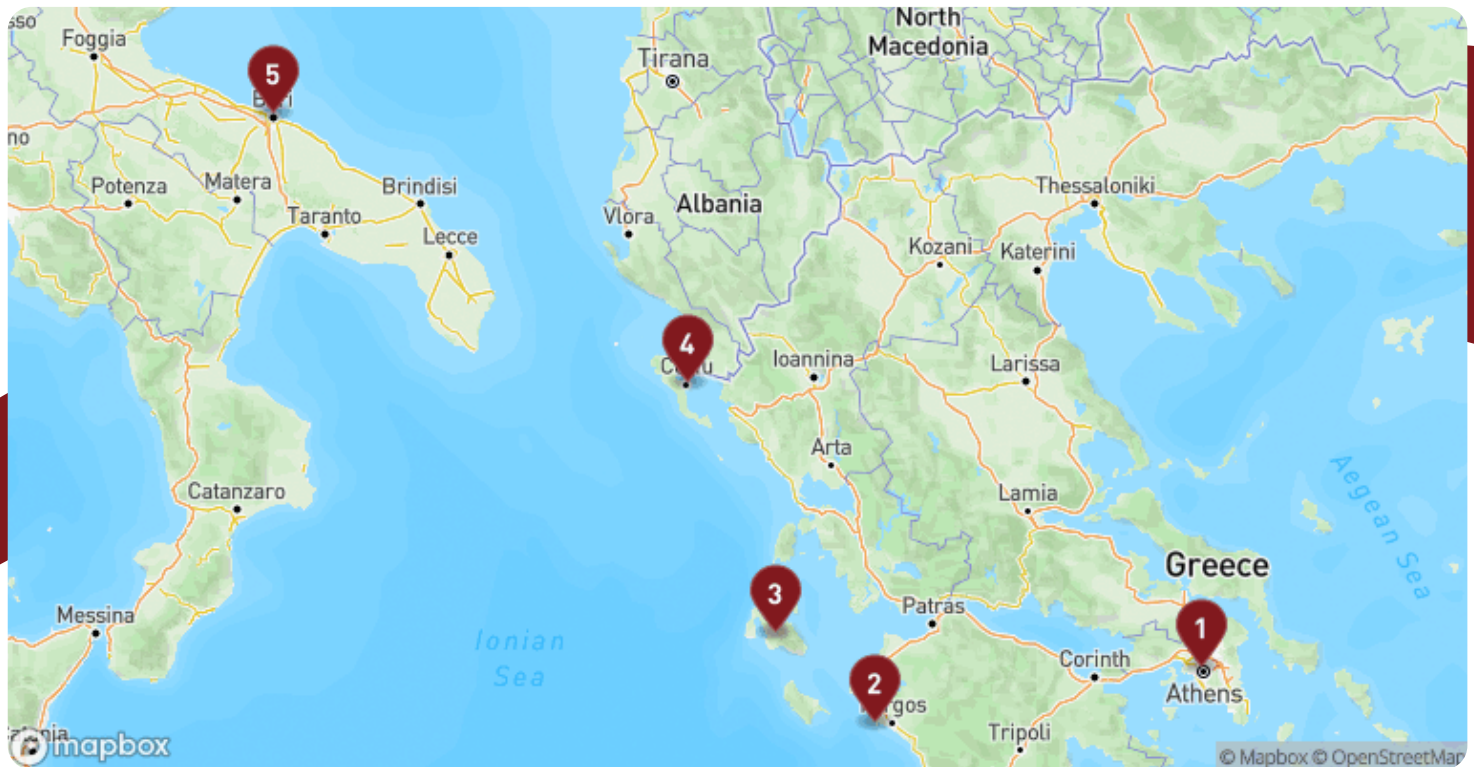 North
Macedonia
Foggia
5
Tirana
no
Potenza
Matera
Brindisi
Thessaloniki
Vlora
Albania
Taranto
Lecce
Kozani
Katerini
4
Ioannina
Larissa
Arta
Aegean Sea
Catanzaro
Lamia
Greece
3
Messina
Patras
1
Ionian
Sea
Corinth
2
Athens
Tripoli
mapbox
© Mapbox © OpenStreetMap